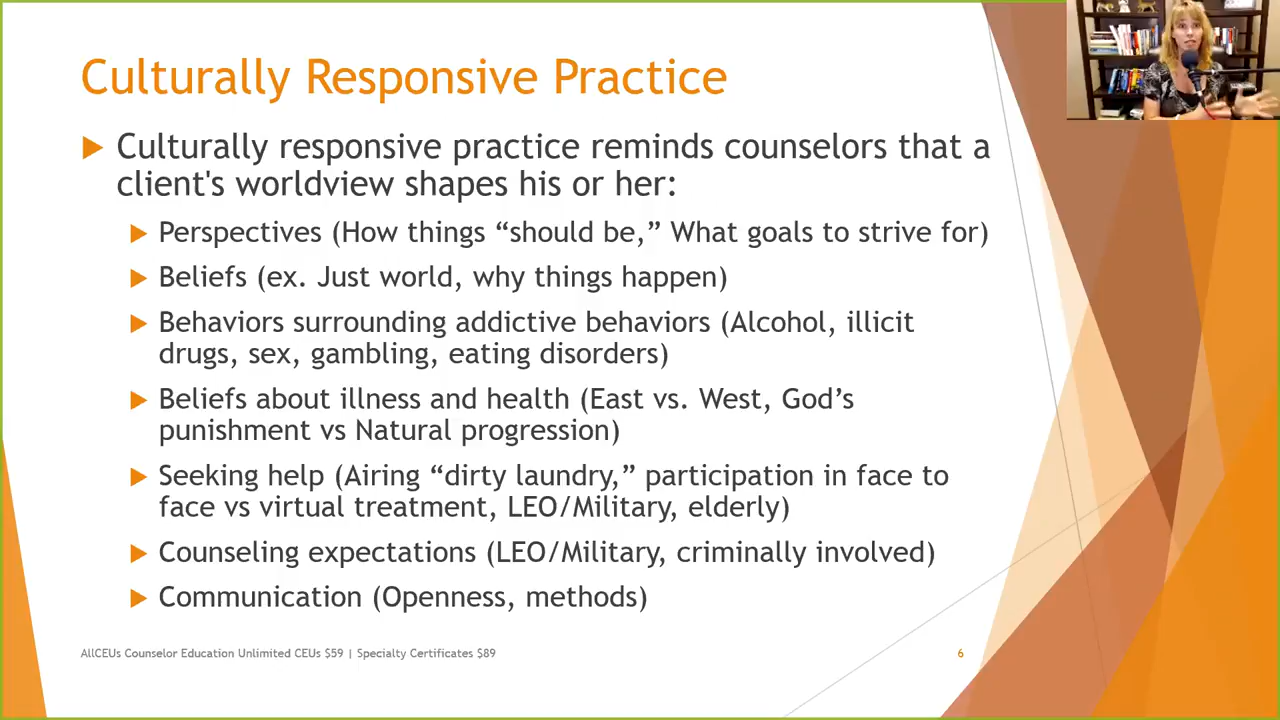 Culturally Responsive Practice
Culturally responsive practice reminds counselors that a
client's worldview shapes his or her:
Perspectives (How things “should be,” What goals to strive for)
Beliefs (ex. Just world, why things happen)
Behaviors surrounding addictive behaviors (Alcohol, illicit
drugs, sex, gambling, eating disorders)
Beliefs about illness and health (East vs. West, God’s
punishment vs Natural progression)
Seeking help (Airing “dirty laundry,” participation in face to
face vs virtual treatment, LEO/Military, elderly)
Counseling expectations (LEO/Military, criminally involved)
Communication (Openness, methods)
AllCEUs Counselor Education Unlimited CEUs $59 | Specialty Certificates $89
6